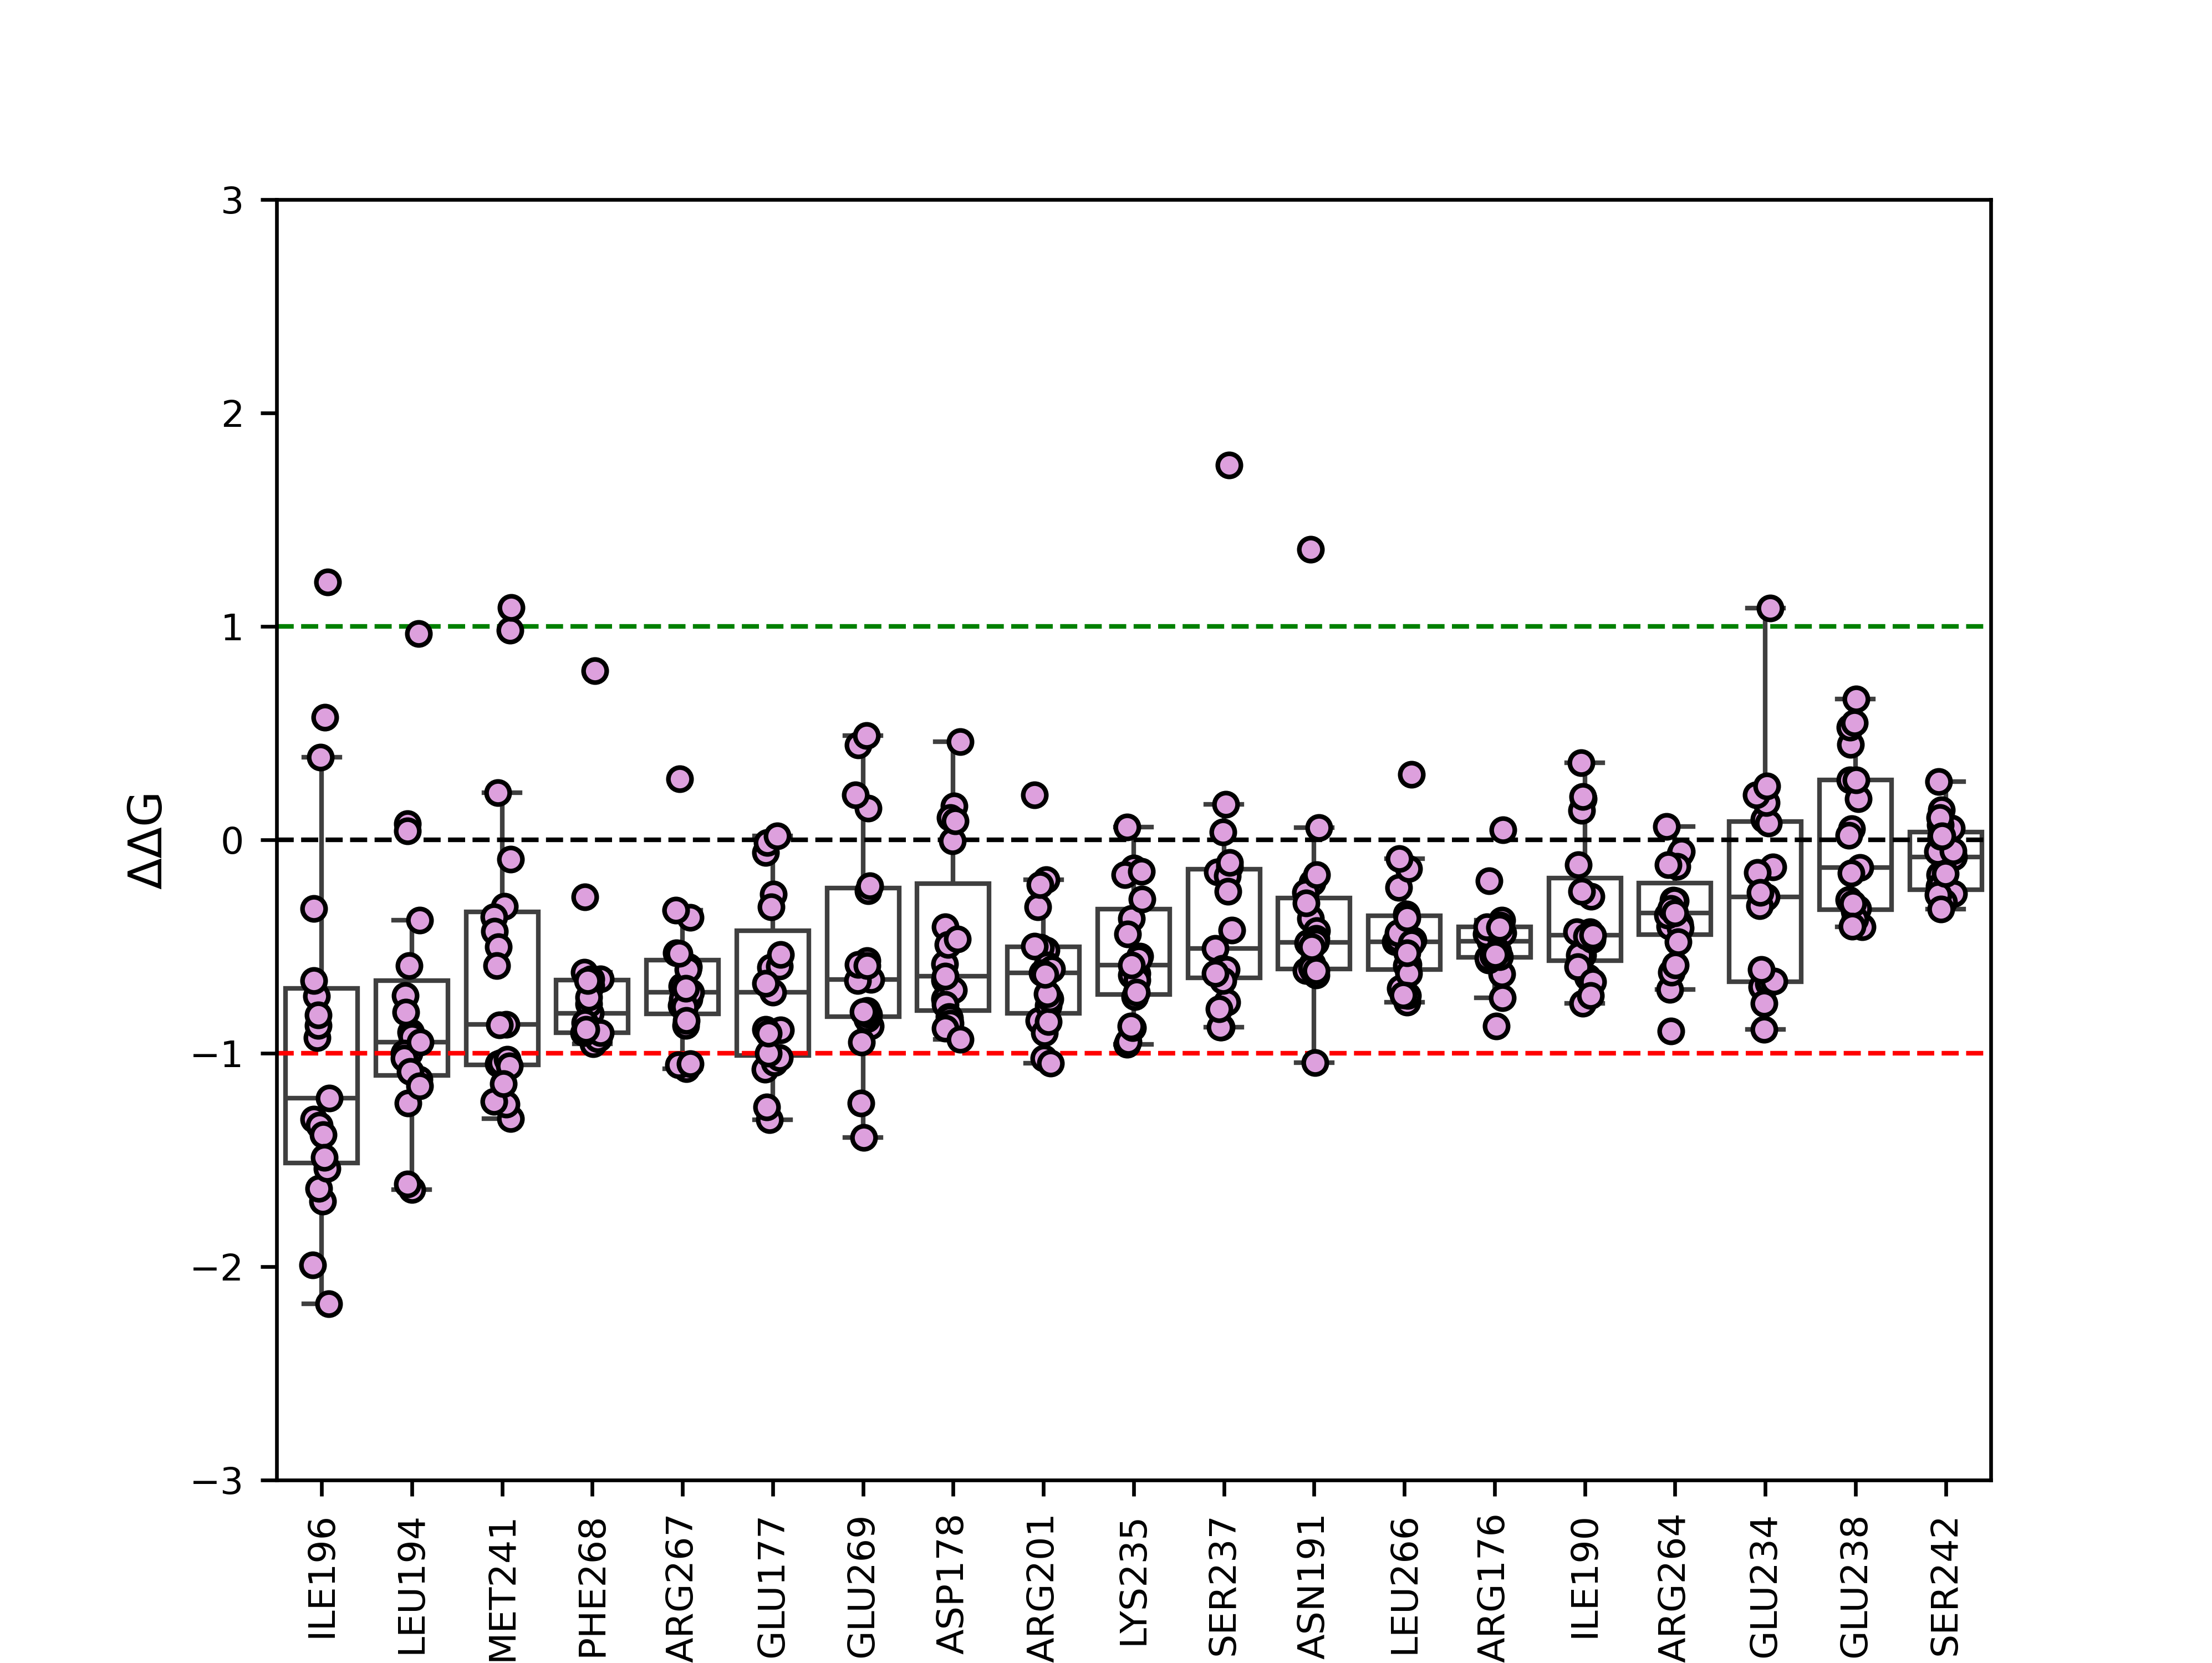 3
2
1
0
−1
−2
−3
ΔΔG
ILE196
LEU194
MET241
PHE268
ARG267
GLU177
GLU269
ASP178
ARG201
LYS235
SER237
ASN191
LEU266
ARG176
ILE190
ARG264
GLU234
GLU238
SER242